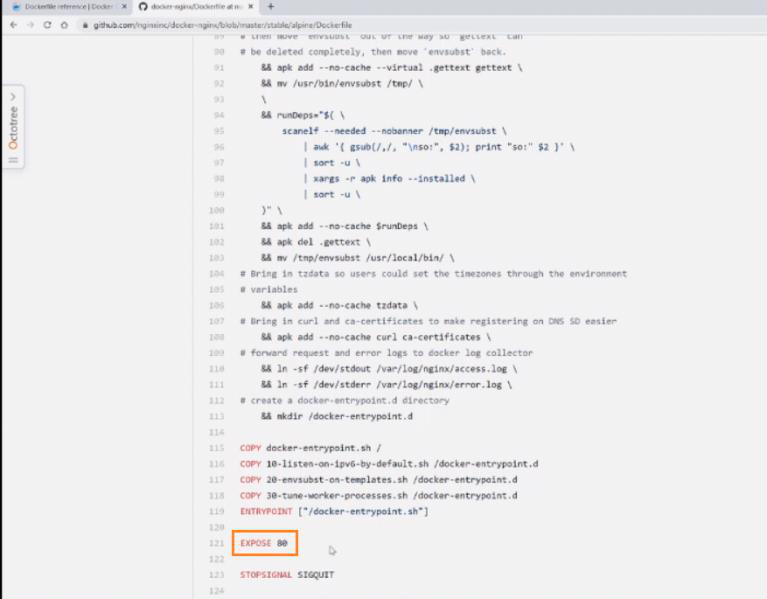 Dockerfile reference | Docker
docker-nginx/Dockerfile at m
github.com/nginxinc/docker-nginx/blob/master/stable/alpine/Dockerfile
Octotree
89 # then move `envsubst` out of the way so `gettext` can
90 # be deleted completely, then move `envsubst` back.
91 && apk add --no-cache --virtual .gettext gettext \
92 && mv /usr/bin/envsubst /tmp/ \
93 \
94 && runDeps="$( \
95 scanelf --needed --nobanner /tmp/envsubst \
96 | awk '{ gsub(/,/, "\nso:", $2); print "so:" $2 }' \
97 | sort -u \
98 | xargs -r apk info --installed \
99 | sort -u \
100 )" \
101 && apk add --no-cache $runDeps \
102 && apk del .gettext \
103 && mv /tmp/envsubst /usr/local/bin/ \
104 # Bring in tzdata so users could set the timezones through the environment
105 # variables
106 && apk add --no-cache tzdata \
107 # Bring in curl and ca-certificates to make registering on DNS SD easier
108 && apk add --no-cache curl ca-certificates \
109 # forward request and error logs to docker log collector
110 && ln -sf /dev/stdout /var/log/nginx/access.log \
111 && ln -sf /dev/stderr /var/log/nginx/error.log \
112 # create a docker-entrypoint.d directory
113 && mkdir /docker-entrypoint.d
114
115 COPY docker-entrypoint.sh /
116 COPY 10-listen-on-ipv6-by-default.sh /docker-entrypoint.d
117 COPY 20-envsubst-on-templates.sh /docker-entrypoint.d
118 COPY 30-tune-worker-processes.sh /docker-entrypoint.d
119 ENTRYPOINT ["/docker-entrypoint.sh"]
120
121 EXPOSE 80
122
123 STOPSIGNAL SIGQUIT
124